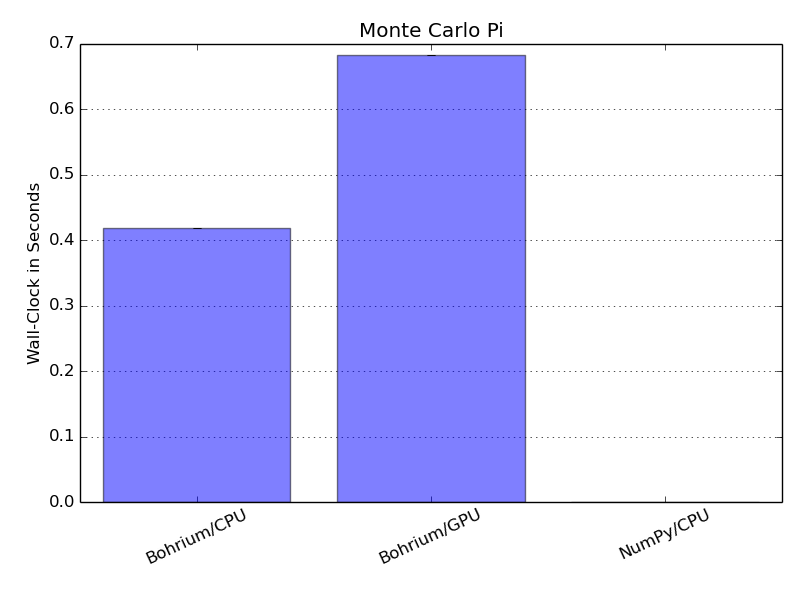 Monte Carlo Pi
Wall-Clock in Seconds
0.7
0.6
0.5
0.4
0.3
0.2
0.1
0.0
Bohrium/CPU
Bohrium/GPU
NumPy/CPU